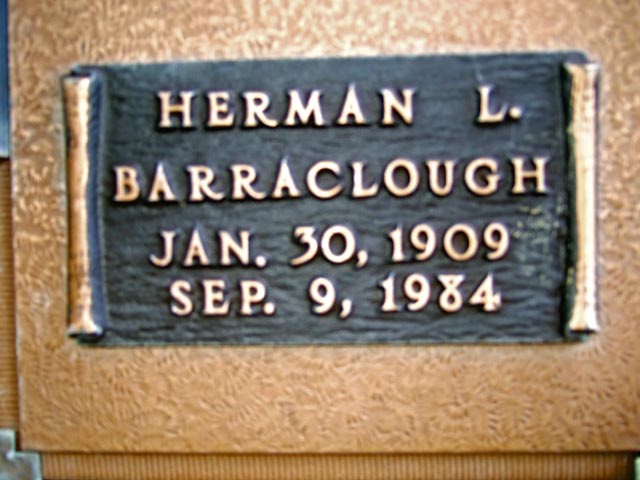 HERMAN L.
BARRACLOUGH
JAN. 30, 1909
SEP. 9, 1984